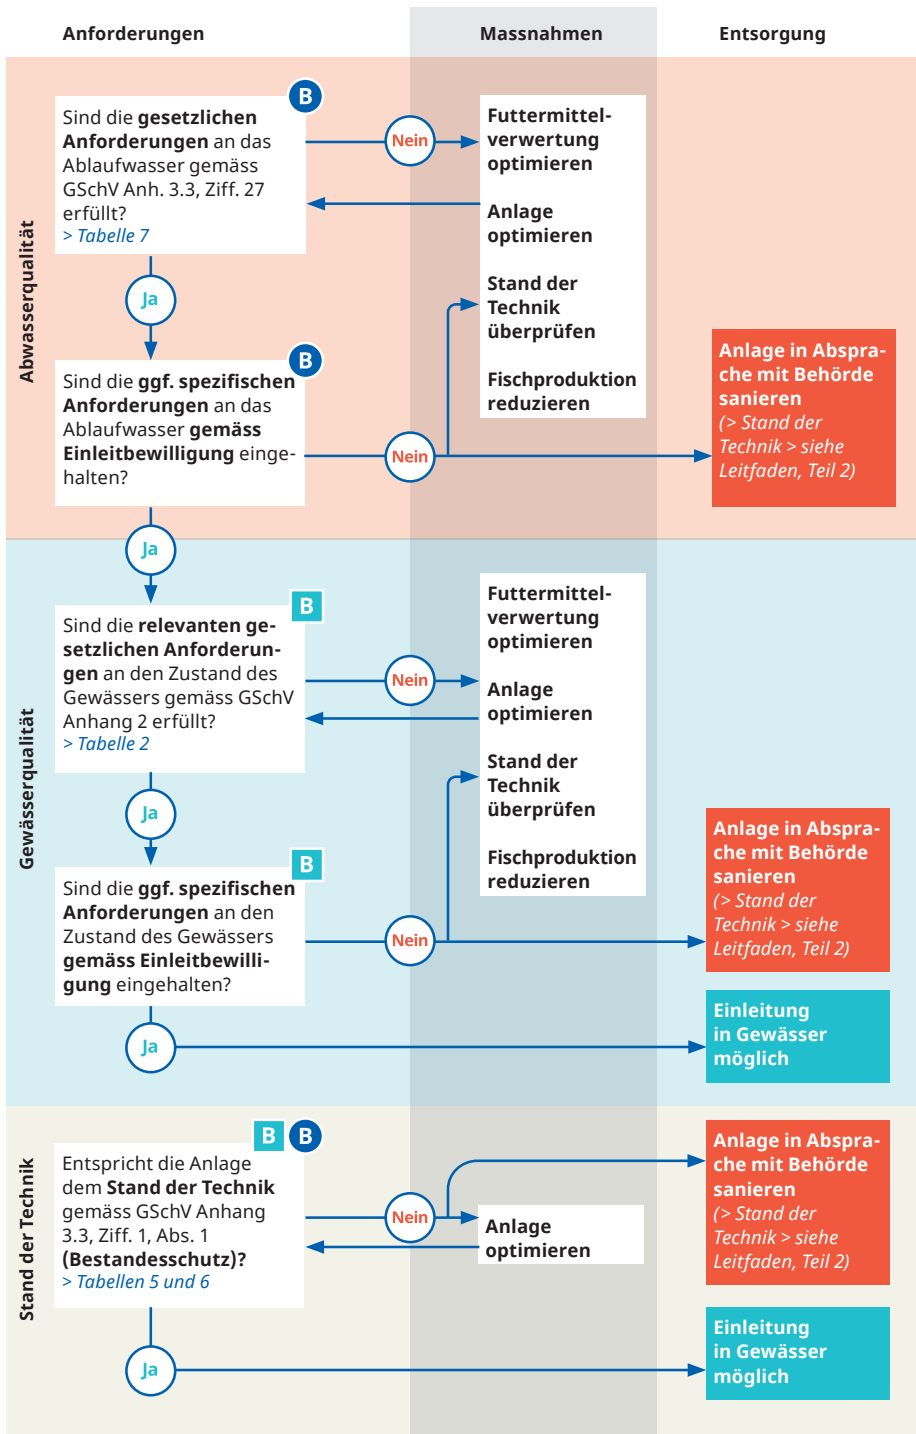 Anforderungen
Massnahmen
Entsorgung
Abwasserqualität
B
Sind die gesetzlichen
Anforderungen an das
Ablaufwasser gemäss
GSchV Anh. 3.3, Ziff. 27
erfüllt?
> Tabelle 7
Nein
Futtermittel-
verwertung
optimieren
Anlage
optimieren
Stand der
Technik
überprüfen
Fischproduktion
reduzieren
Ja
B
Sind die ggf. spezifischen
Anforderungen an das
Ablaufwasser gemäss
Einleitbewilligung einge-
halten?
Nein
Anlage in Abspra-
che mit Behörde
sanieren
(> Stand der
Technik > siehe
Leitfaden, Teil 2)
Ja
Gewässerqualität
B
Sind die relevanten ge-
setzlichen Anforderun-
gen an den Zustand des
Gewässers gemäss GSchV
Anhang 2 erfüllt?
> Tabelle 2
Nein
Futtermittel-
verwertung
optimieren
Anlage
optimieren
Stand der
Technik
überprüfen
Fischproduktion
reduzieren
Ja
B
Sind die ggf. spezifischen
Anforderungen an den
Zustand des Gewässers
gemäss Einleitbewilli-
gung eingehalten?
Nein
Anlage in Abspra-
che mit Behörde
sanieren
(> Stand der
Technik > siehe
Leitfaden, Teil 2)
Ja
Einleitung
in Gewässer
möglich
Stand der Technik
B B
Entspricht die Anlage
dem Stand der Technik
gemäss GSchV Anhang
3.3, Ziff. 1, Abs. 1
(Bestandesschutz)?
> Tabellen 5 und 6
Nein
Anlage
optimieren
Anlage in Abspra-
che mit Behörde
sanieren
(> Stand der
Technik > siehe
Leitfaden, Teil 2)
Ja
Einleitung
in Gewässer
möglich